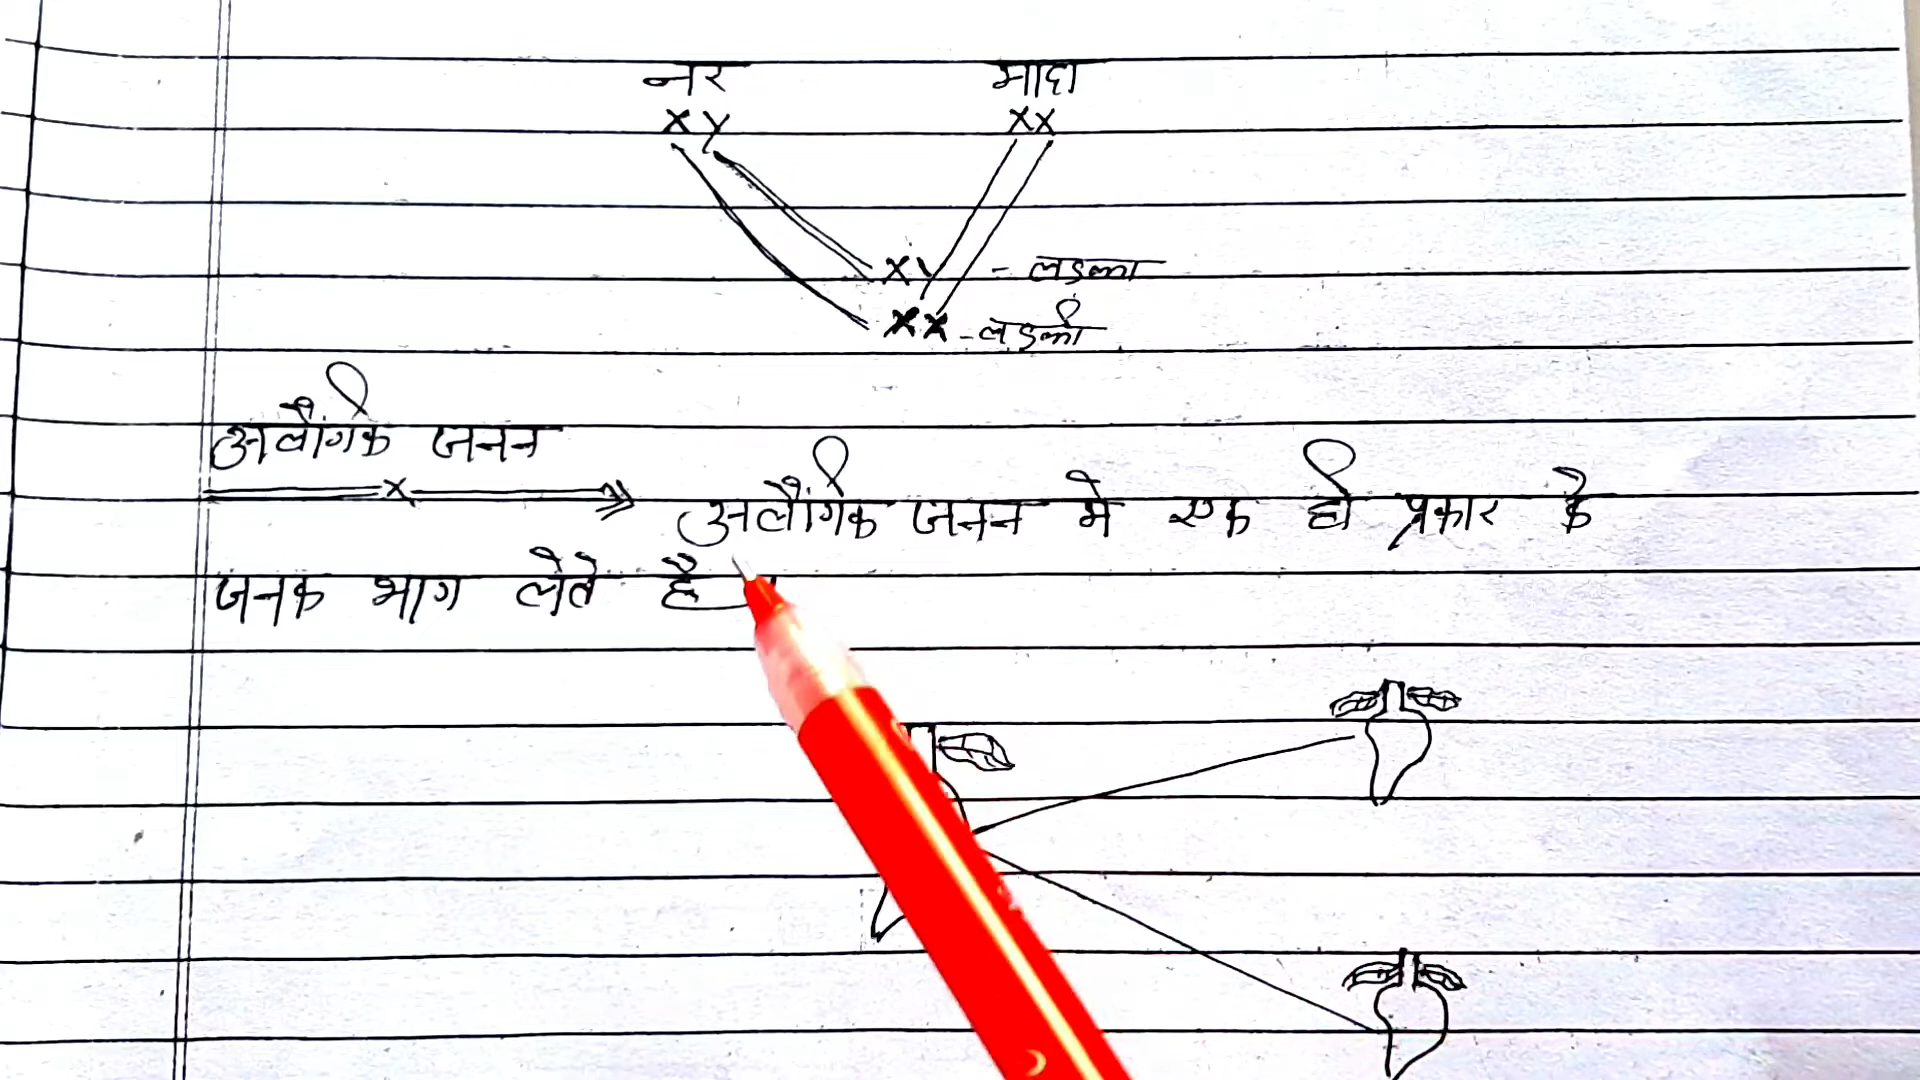 नर मादा
XY XX
XY - लड़का
XX - लड़की
अलैंगिक जनन
अलैंगिक जनन मे एक ही प्रकार के
जनक भाग लेते है